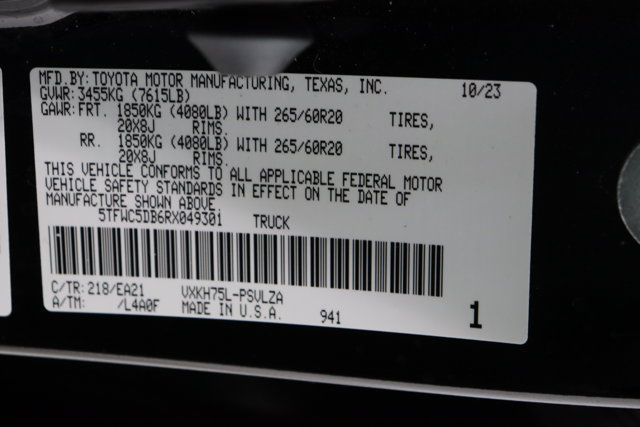 MFD.BY: TOYOTA MOTOR MANUFACTURING, TEXAS, INC. 10/23
GVWR: 3455KG (7615LB)
GAWR: FRT. 1850KG (4080LB) WITH 265/60R20 TIRES,
20X8J RIMS.
RR. 1850KG (4080LB) WITH 265/60R20 TIRES,
20X8J RIMS.
THIS VEHICLE CONFORMS TO ALL APPLICABLE FEDERAL MOTOR
VEHICLE SAFETY STANDARDS IN EFFECT ON THE DATE OF
MANUFACTURE SHOWN ABOVE
5TFWC5DB6RX049301 TRUCK
C/TR: 218/EA21 VXKH75L-PSVLZA
A/TM: /L4A0F MADE IN U.S.A. 941 1